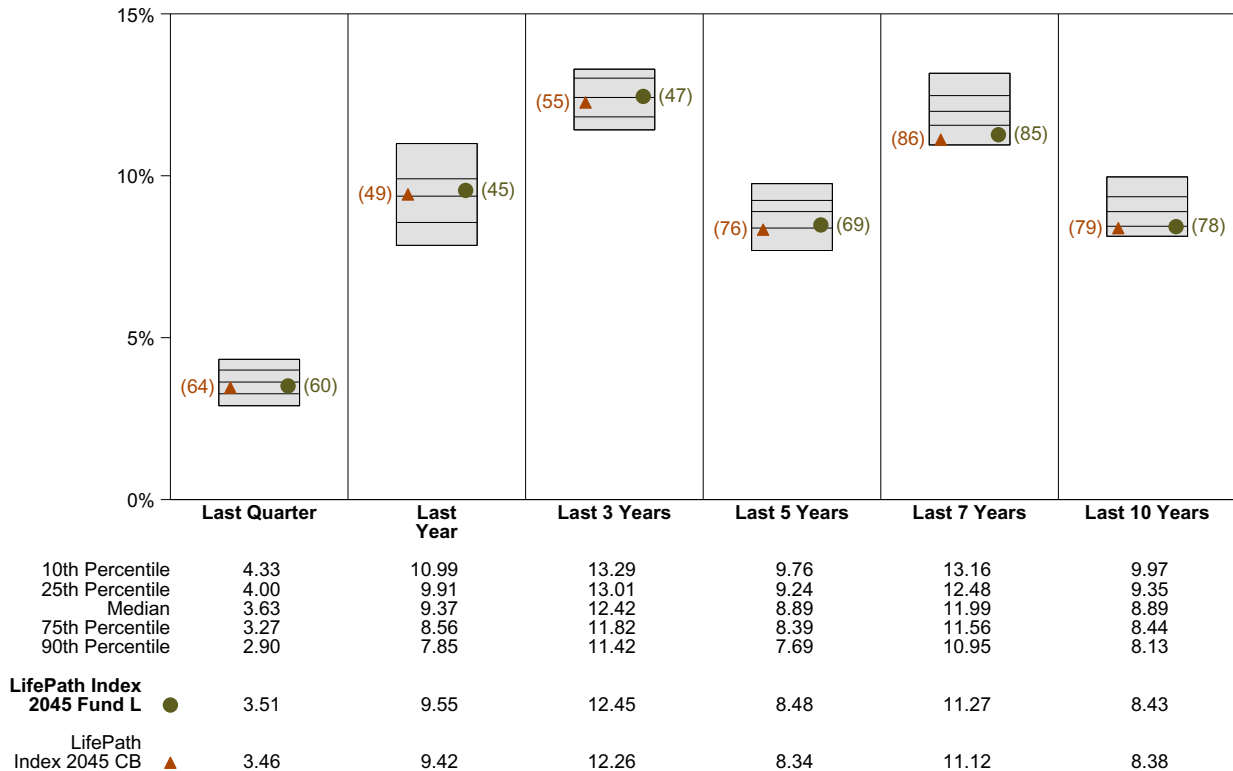 15%
10%
5%
0%
(64)
(60)
(49)
(45)
(55)
(47)
(76)
(69)
(86)
(85)
(79)
(78)
Last Quarter
Last
Year
Last 3 Years
Last 5 Years
Last 7 Years
Last 10 Years
10th Percentile 4.33 10.99 13.29 9.76 13.16 9.97
25th Percentile 4.00 9.91 13.01 9.24 12.48 9.35
Median 3.63 9.37 12.42 8.89 11.99 8.89
75th Percentile 3.27 8.56 11.82 8.39 11.56 8.44
90th Percentile 2.90 7.85 11.42 7.69 10.95 8.13
LifePath Index
2045 Fund L 3.51 9.55 12.45 8.48 11.27 8.43
LifePath
Index 2045 CB 3.46 9.42 12.26 8.34 11.12 8.38